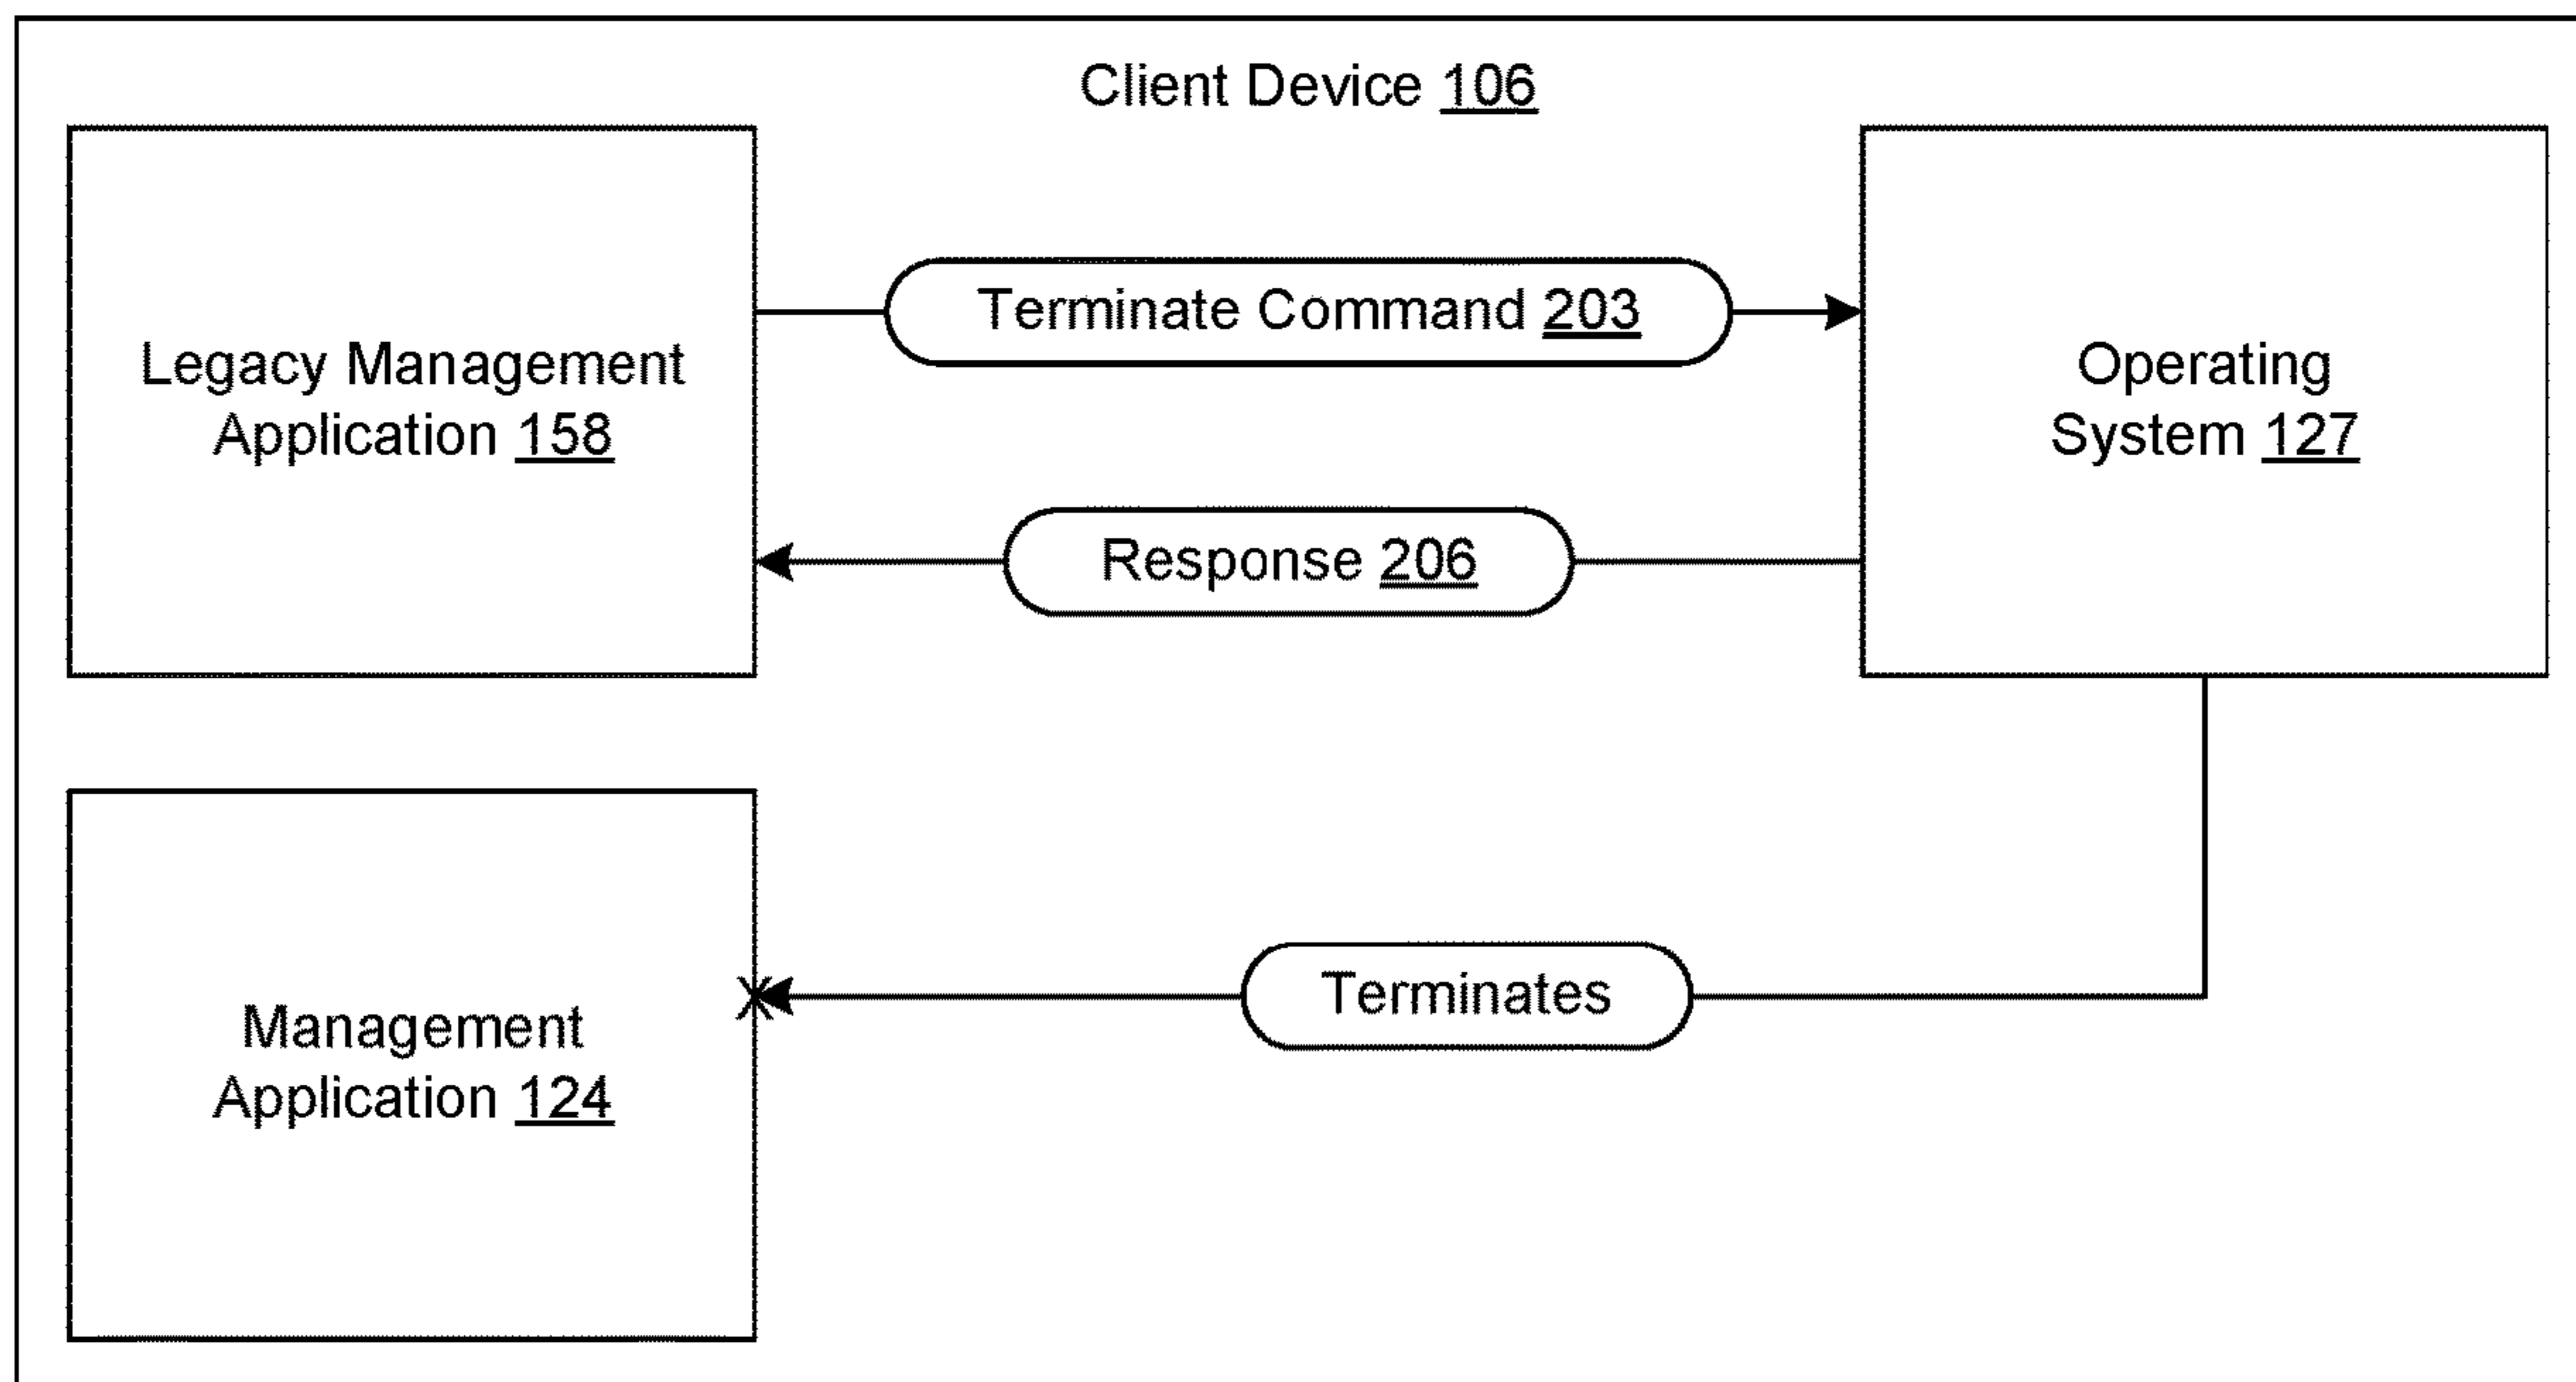 Client Device 106
Legacy Management
Application 158
Terminate Command 203
Operating
System 127
Response 206
Management
Application 124
Terminates